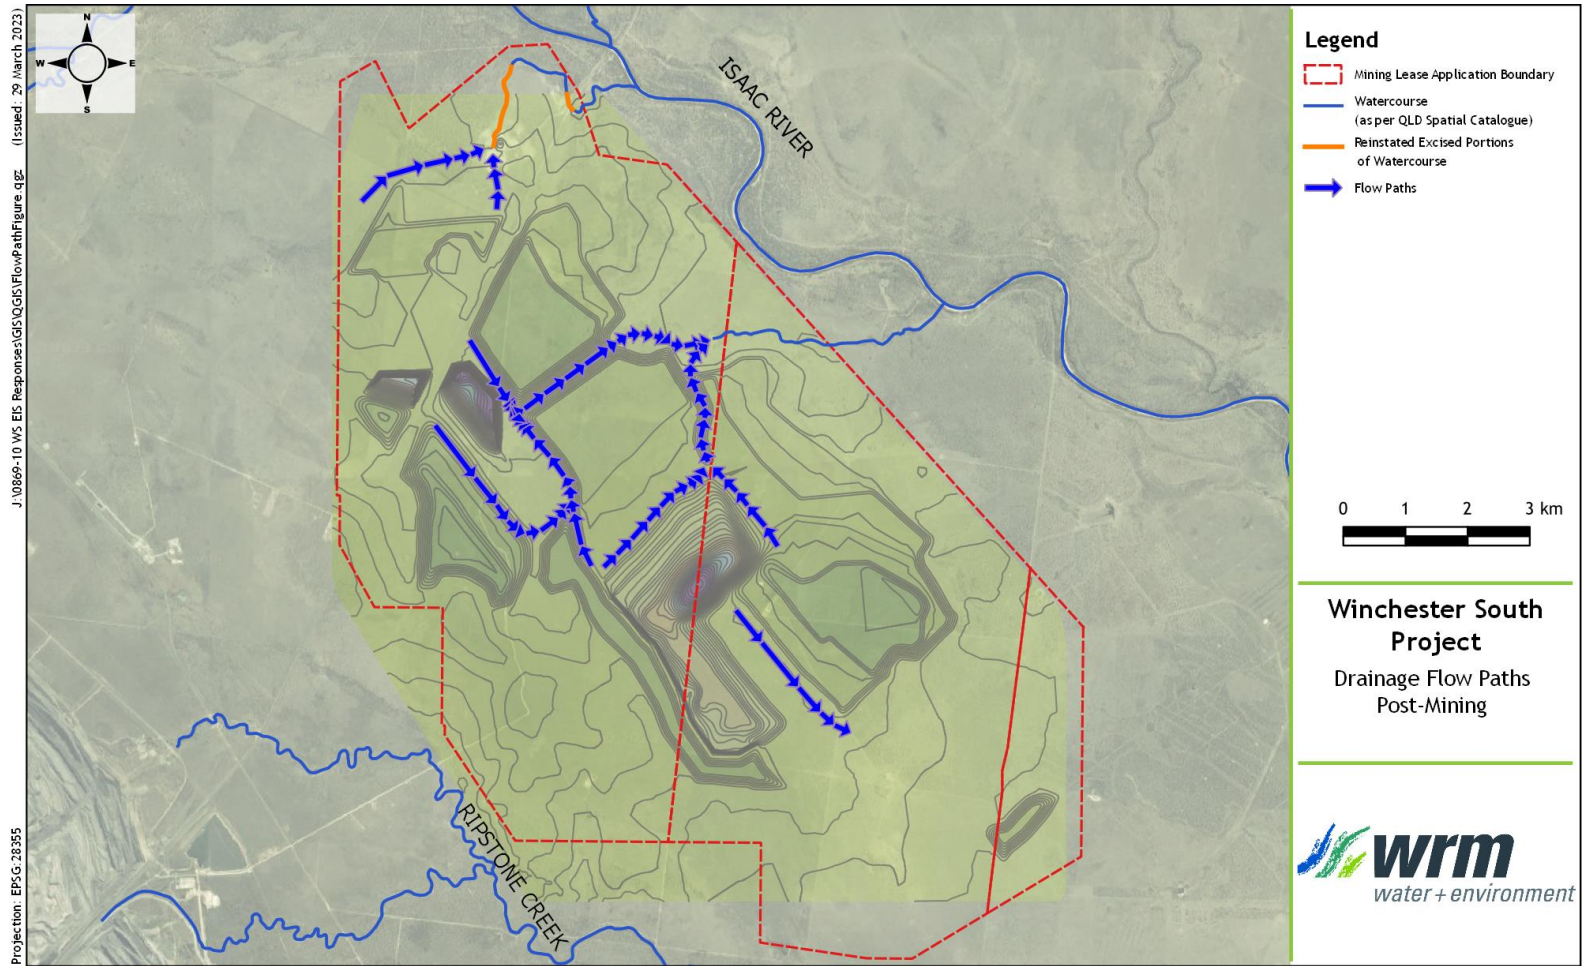 J:\0869-10 WS EIS Responses\GIS\QGIS\FlowPathFigure.qgz (Issued: 29 March 2023)
Projection: EPSG:28355
N
W E
S
ISAAC RIVER
RIPSTONE CREEK
Legend
Mining Lease Application Boundary
Watercourse
(as per QLD Spatial Catalogue)
Reinstated Excised Portions
of Watercourse
Flow Paths
0 1 2 3 km
Winchester South
Project
Drainage Flow Paths
Post-Mining
wrm
water + environment